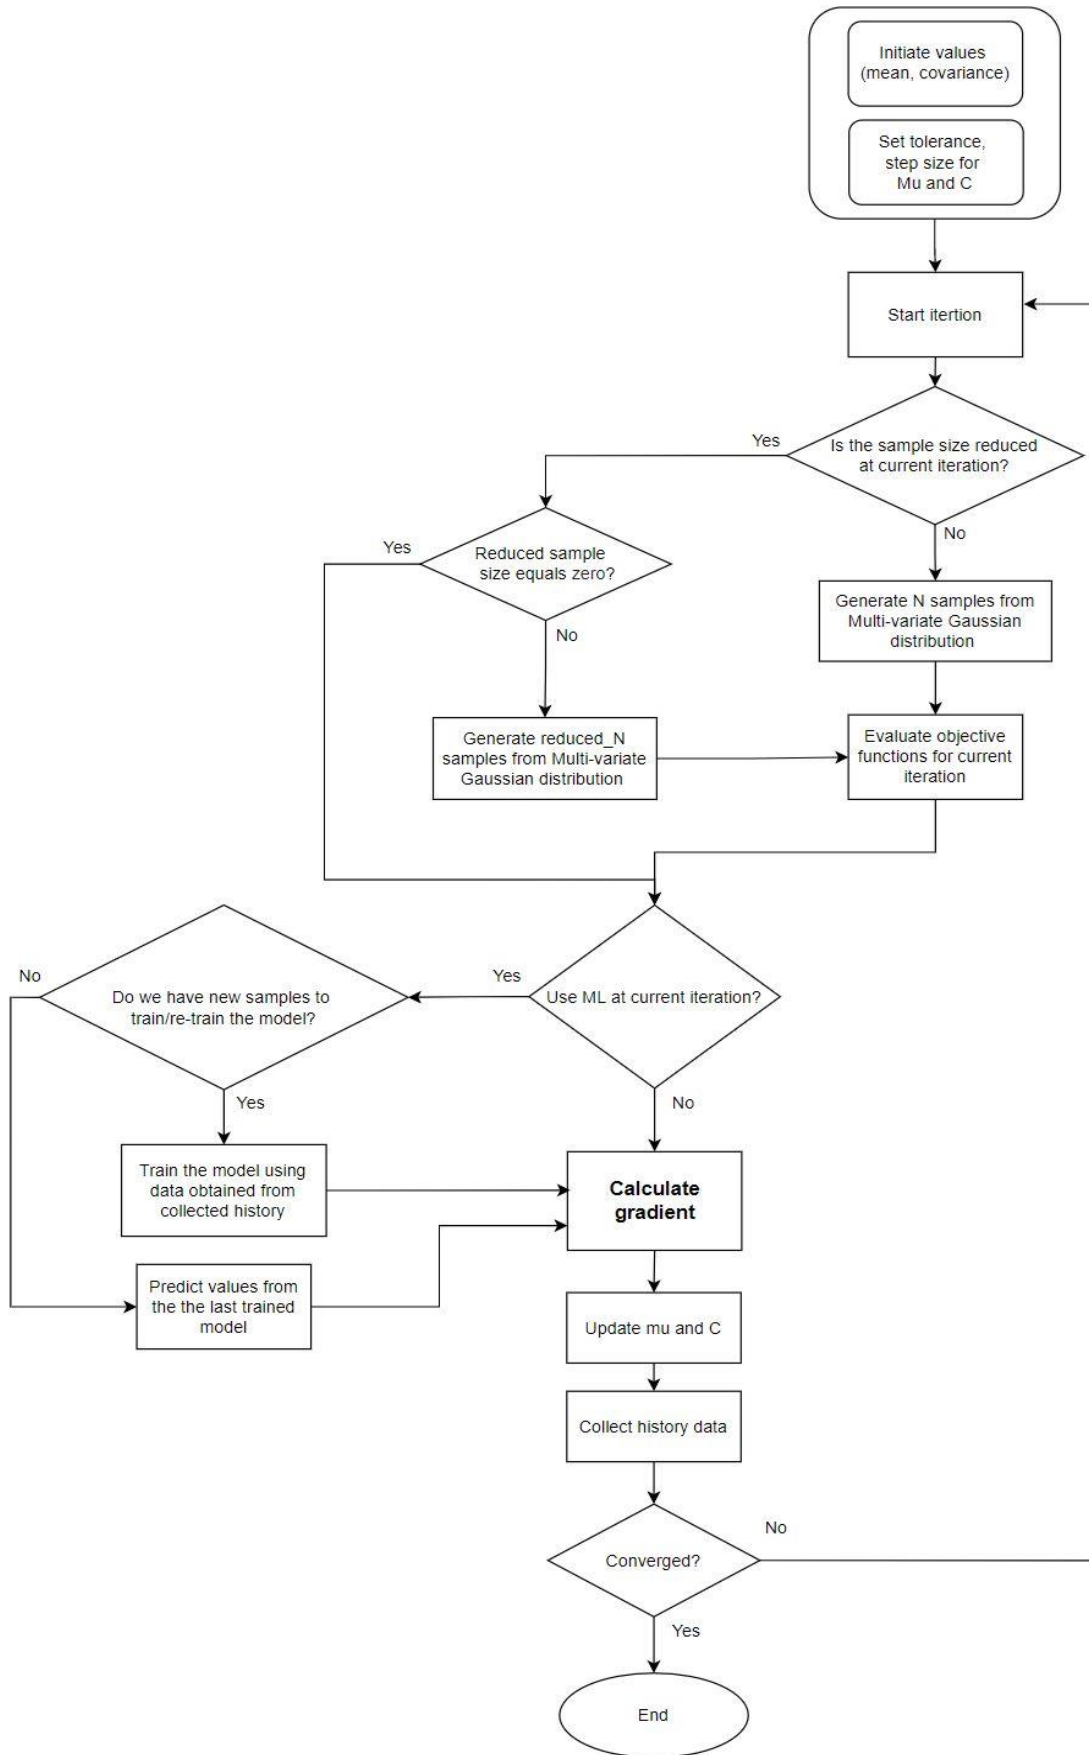 Initiate values
(mean, covariance)
Set tolerance,
step size for
Mu and C
Start itertion
Yes
Is the sample size reduced
at current iteration?
No
Yes
Reduced sample
size equals zero?
No
Generate N samples from
Multi-variate Gaussian
distribution
Generate reduced_N
samples from Multi-variate
Gaussian distribution
Evaluate objective
functions for current
iteration
No
Do we have new samples to
train/re-train the model?
Yes
Use ML at current iteration?
Yes
No
Train the model using
data obtained from
collected history
Calculate
gradient
Predict values from
the the last trained
model
Update mu and C
Collect history data
Converged?
No
Yes
End